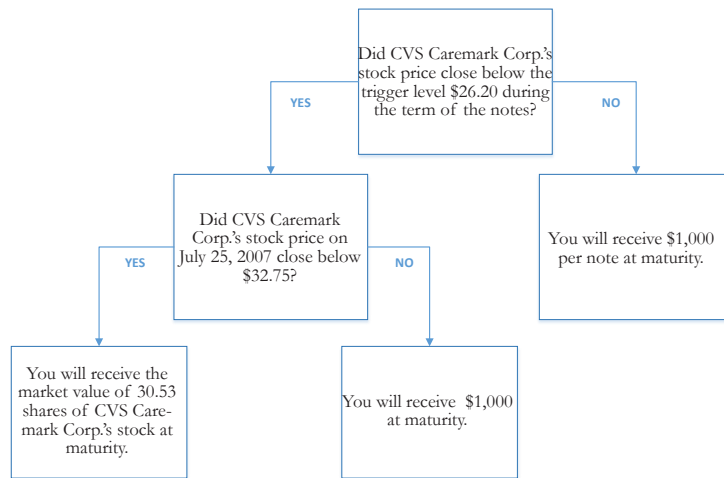 Did CVS Caremark Corp.'s
stock price close below the
trigger level $26.20 during
the term of the notes?
YES
NO
Did CVS Caremark
Corp.'s stock price on
July 25, 2007 close below
$32.75?
You will receive $1,000
per note at maturity.
YES
NO
You will receive the
market value of 30.53
shares of CVS Care-
mark Corp.'s stock at
maturity.
You will receive $1,000
at maturity.